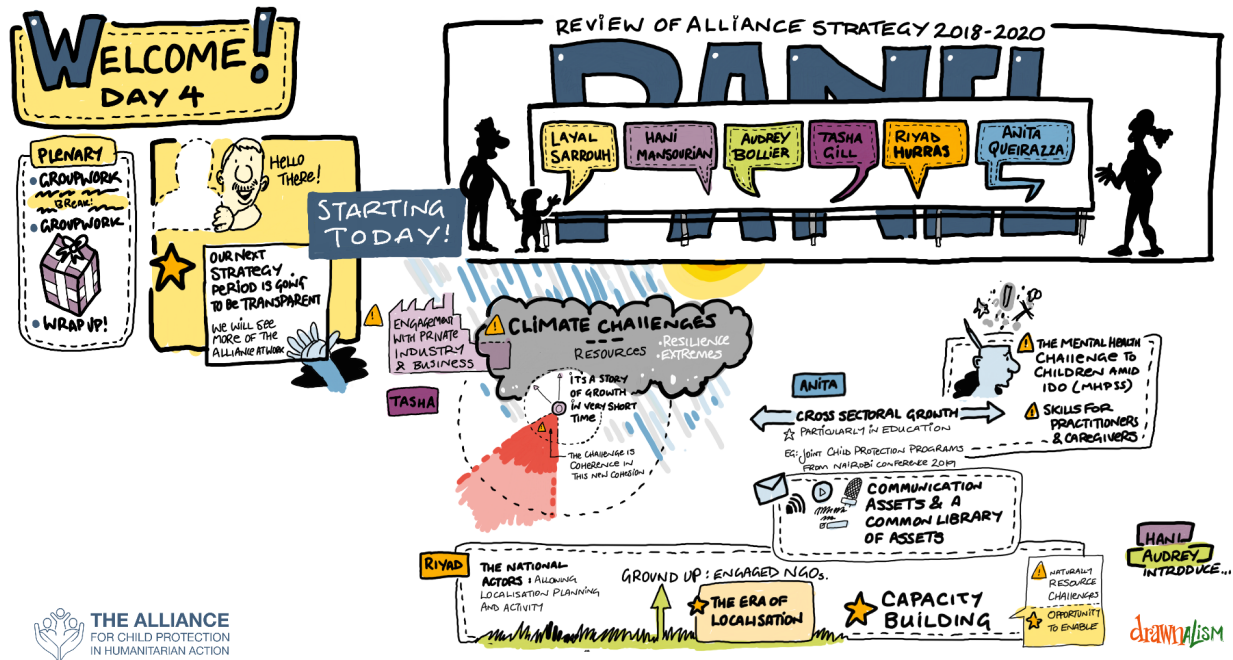 WELCOME!
DAY 4
PLENARY
GROUPWORK
BREAK!
GROUPWORK
WRAP UP!
HELLO
THERE!
OUR NEXT
STRATEGY
PERIOD IS GOING
TO BE TRANSPARENT
WE WILL SEE
MORE OF THE
ALLIANCE AT WORK
STARTING
TODAY!
REVIEW OF ALLIANCE STRATEGY 2018-2020
PANEL
LAYAL
SARROUH
HANI
MANSOURIAN
AUDREY
BOLLIER
TASHA
GILL
RIYAD
HURRAS
ANITA
QUEIRAZZA
ENGAGEMENT
WITH PRIVATE
INDUSTRY
& BUSINESS
TASHA
CLIMATE CHALLENGES
RESOURCES
• RESILIENCE
• EXTREMES
IT'S A STORY
OF GROWTH
IN VERY SHORT
TIME
THE CHALLENGE IS
COHERENCE IN
THIS NEW COHESION
ANITA
CROSS SECTORAL GROWTH
PARTICULARLY IN EDUCATION
EG: JOINT CHILD PROTECTION PROGRAMS
FROM NAIROBI CONFERENCE 2019
THE MENTAL HEALTH
CHALLENGE TO
CHILDREN AMID
IDO (MHPSS)
SKILLS FOR
PRACTITIONERS
& CAREGIVERS
COMMUNICATION
ASSETS & A
COMMON LIBRARY
OF ASSETS
RIYAD
THE NATIONAL
ACTORS: ALLOWING
LOCALISATION PLANNING
AND ACTIVITY
GROUND UP: ENGAGED NGOs.
THE ERA OF
LOCALISATION
CAPACITY
BUILDING
NATURALLY
RESOURCE
CHALLENGES
OPPORTUNITY
TO ENABLE
HANI
AUDREY
INTRODUCE...
THE ALLIANCE
FOR CHILD PROTECTION
IN HUMANITARIAN ACTION
drawnalism